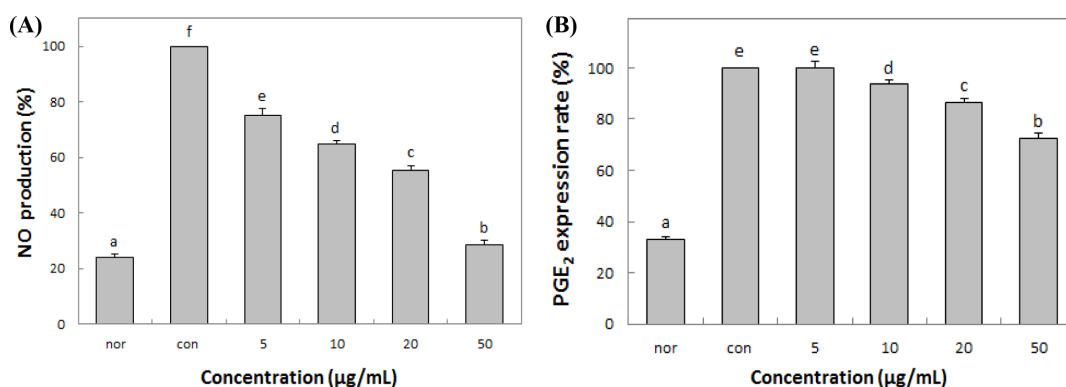 (A)
NO production (%)
100
80
60
40
20
0
a
f
e
d
c
b
nor con 5 10 20 50
Concentration (µg/mL)
(B)
PGE₂ expression rate (%)
100
80
60
40
20
0
a
e
e
d
c
b
nor con 5 10 20 50
Concentration (µg/mL)